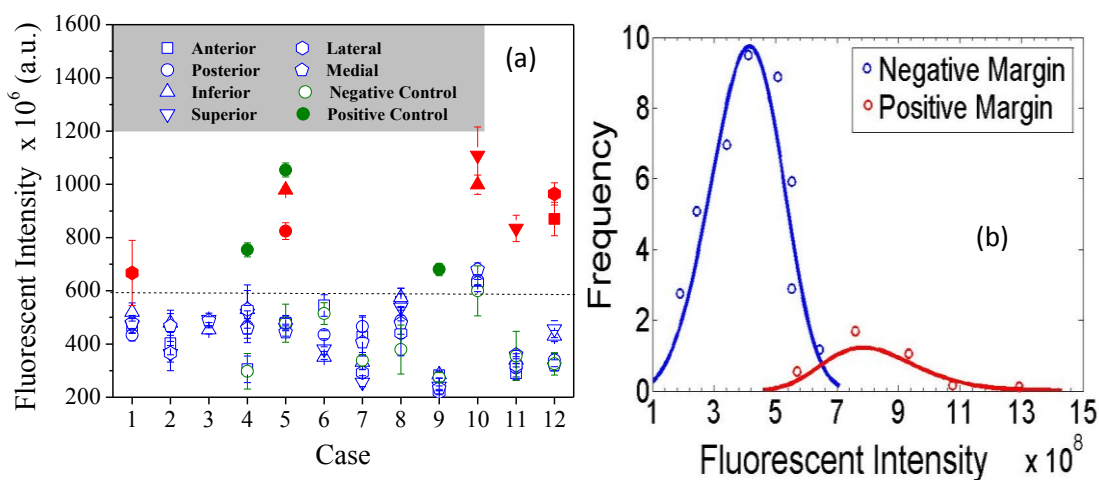 1600
1400
1200
1000
800
600
400
200
Fluorescent Intensity x 10⁶ (a.u.)
Anterior Lateral
Posterior Medial
Inferior Negative Control
Superior Positive Control
(a)
1 2 3 4 5 6 7 8 9 10 11 12
Case
10
8
6
4
2
0
Frequency
Negative Margin
Positive Margin
(b)
1 3 5 7 9 11 13 15
Fluorescent Intensity x 10⁸